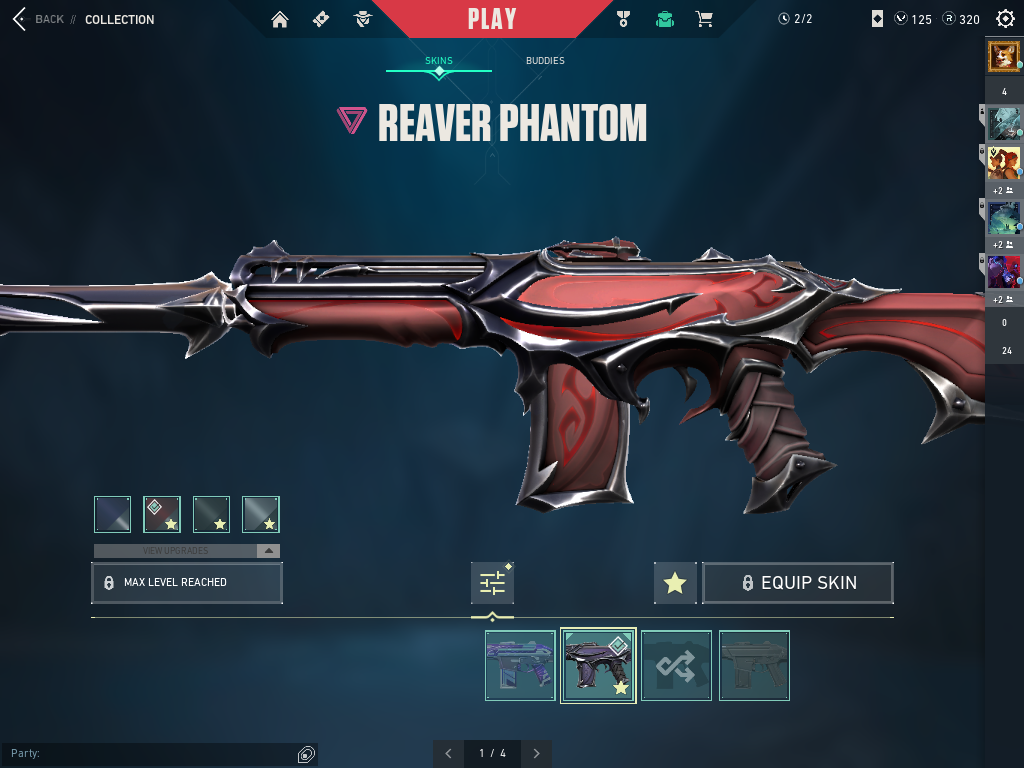 BACK // COLLECTION
PLAY
2/2
125
320
SKINS
BUDDIES
REAVER PHANTOM
4
+2
+2
+2
0
24
VIEW UPGRADES
MAX LEVEL REACHED
EQUIP SKIN
Party:
1 / 4